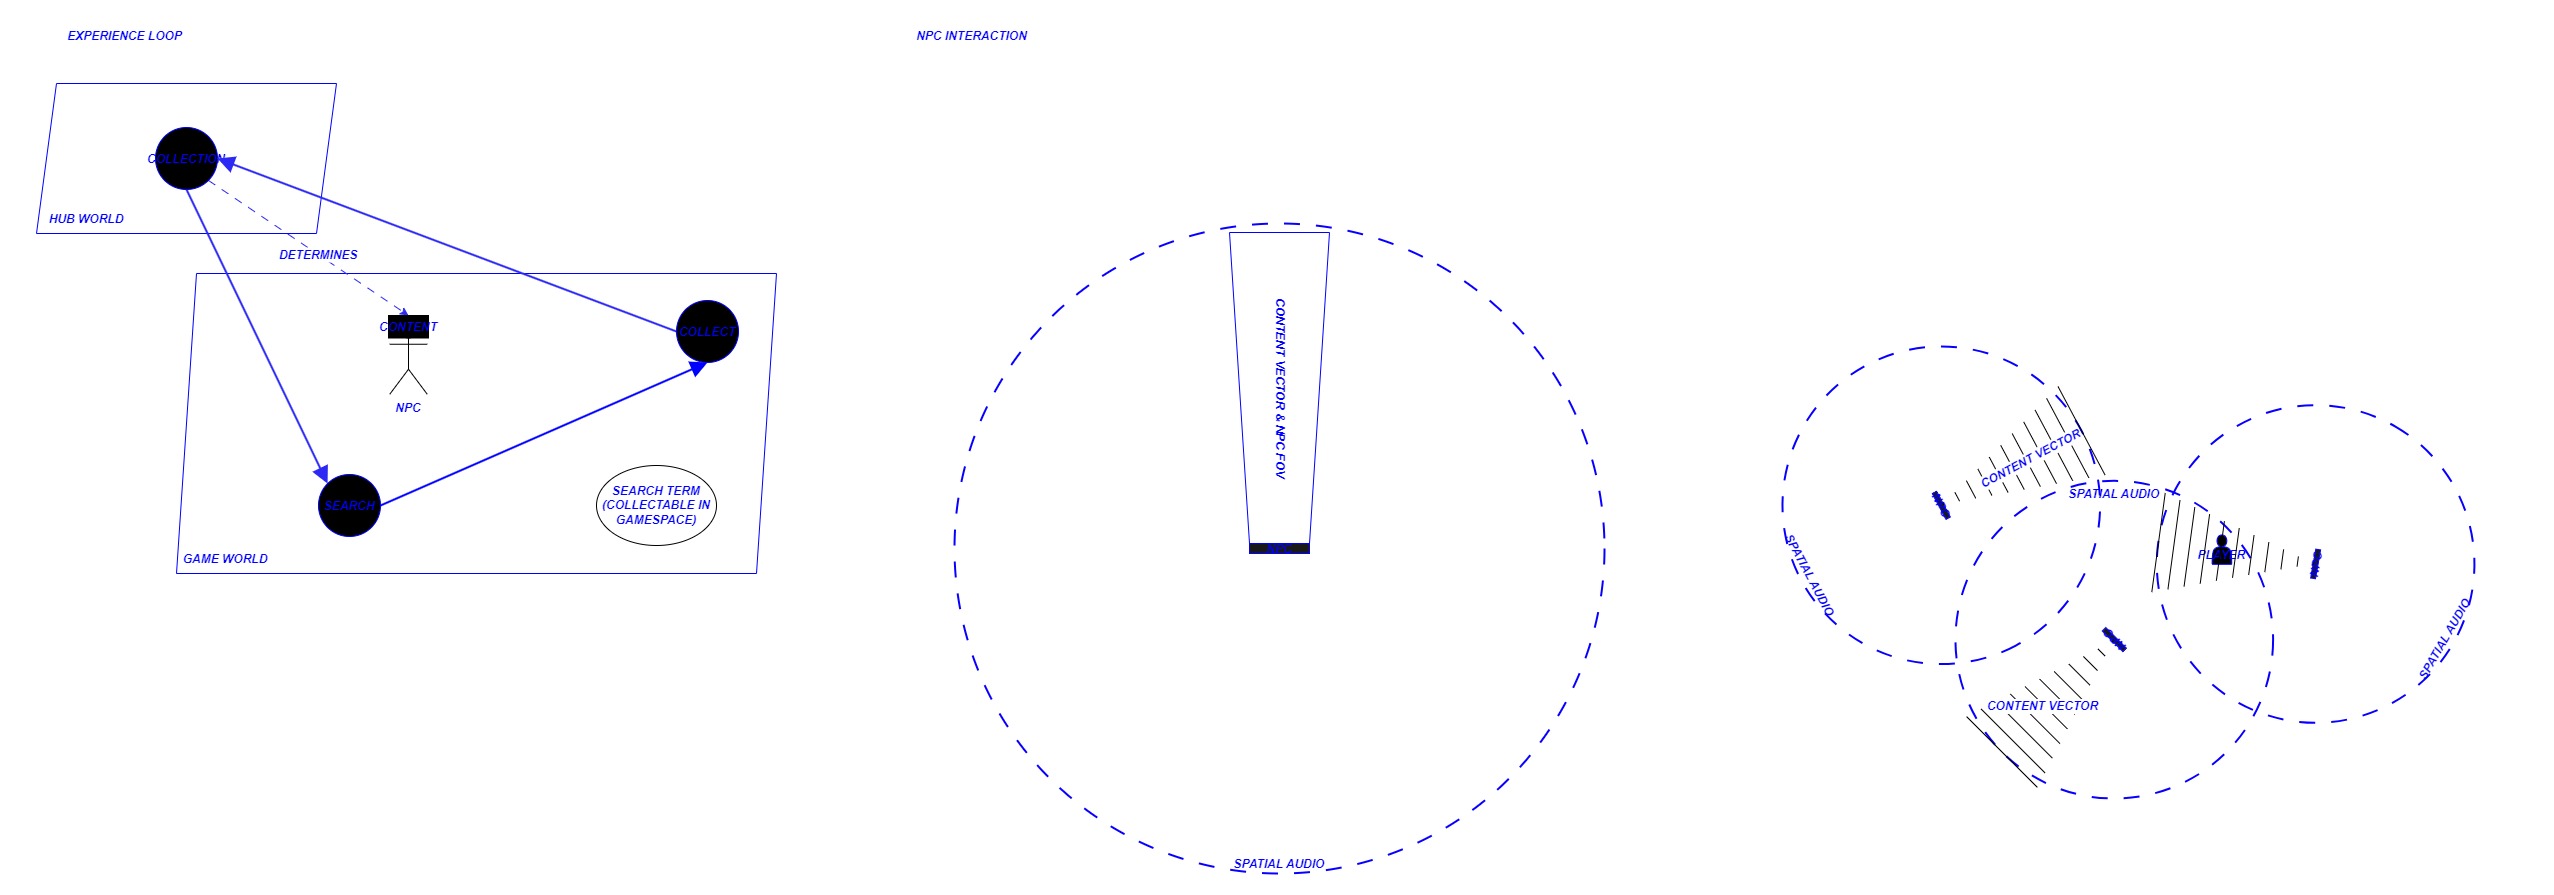 EXPERIENCE LOOP
COLLECTION
HUB WORLD
DETERMINES
CONTENT
NPC
COLLECT
SEARCH
SEARCH TERM
(COLLECTABLE IN
GAMESPACE)
GAME WORLD
NPC INTERACTION
CONTENT VECTOR & NPC FOV
NPC
SPATIAL AUDIO
CONTENT VECTOR
SPATIAL AUDIO
SPATIAL AUDIO
PLAYER
SPATIAL AUDIO
CONTENT VECTOR